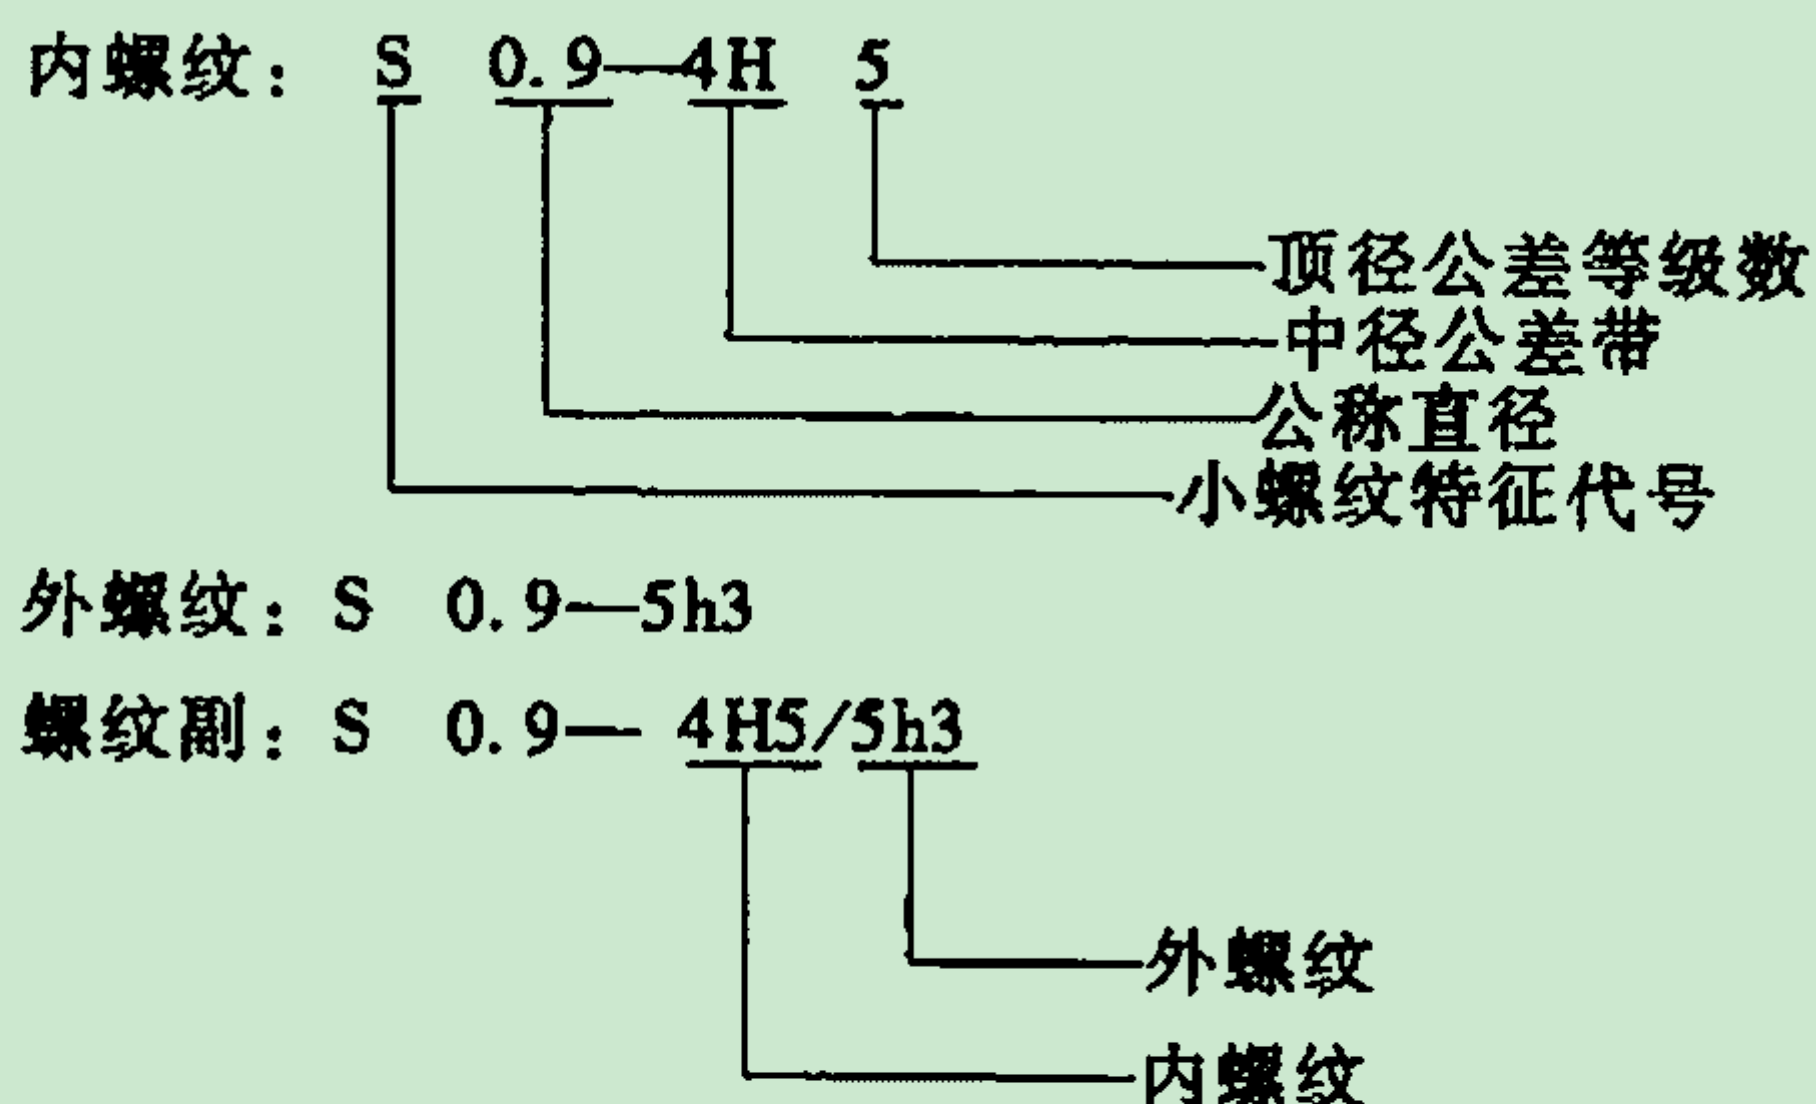 内螺纹: S 0.9—4H 5
顶径公差等级数
中径公差带
公称直径
小螺纹特征代号
外螺纹: S 0.9—5h3
螺纹副: S 0.9— 4H5/5h3
外螺纹
内螺纹